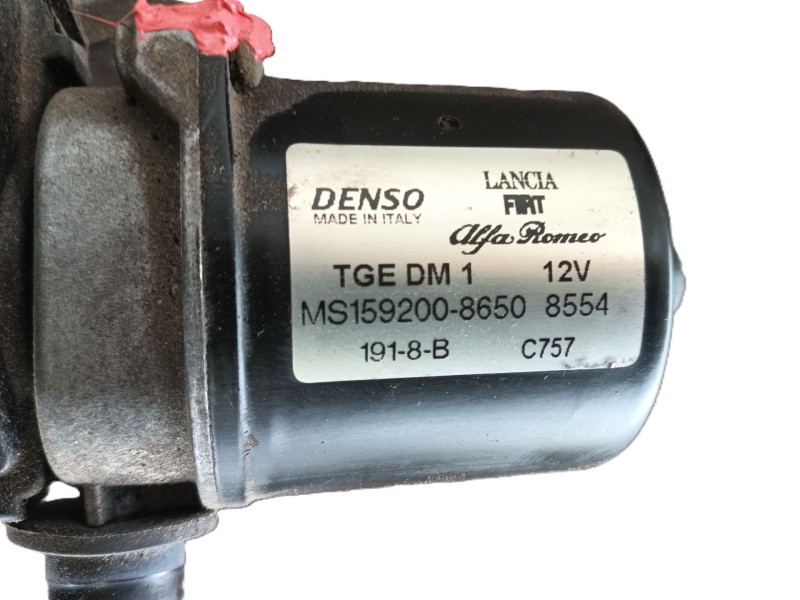 DENSO
MADE IN ITALY
LANCIA
FIAT
Alfa Romeo
TGE DM 1 12V
MS159200-8650 8554
191-8-B C757